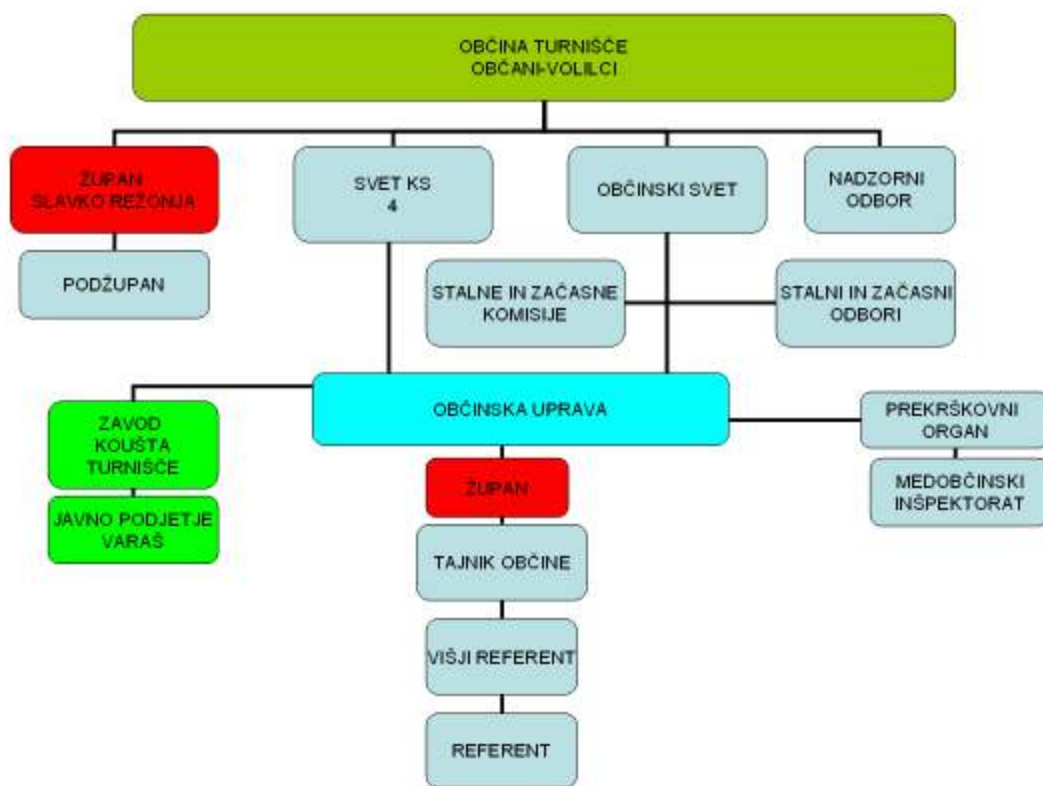 OBČINA TURNIŠČE
OBČANI-VOLILCI
ŽUPAN
SLAVKO REŽONJA
SVET KS
4
OBČINSKI SVET
NADZORNI
ODBOR
PODŽUPAN
STALNE IN ZAČASNE
KOMISIJE
STALNI IN ZAČASNI
ODBORI
ZAVOD
KOUŠTA
TURNIŠČE
OBČINSKA UPRAVA
PREKRŠKOVNI
ORGAN
JAVNO PODJETJE
VARAŠ
ŽUPAN
MEDOBČINSKI
INŠPEKTORAT
TAJNIK OBČINE
VIŠJI REFERENT
REFERENT